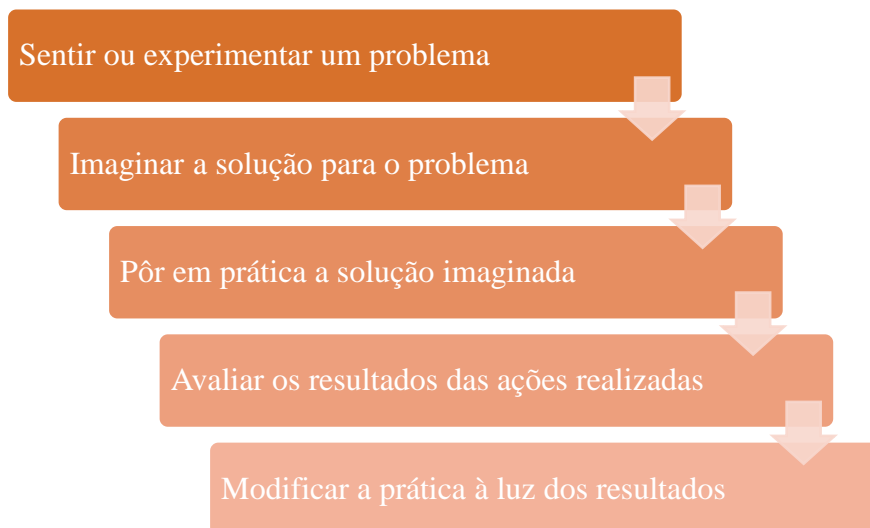 Sentir ou experimentar um problema
Imaginar a solução para o problema
Pôr em prática a solução imaginada
Avaliar os resultados das ações realizadas
Modificar a prática à luz dos resultados